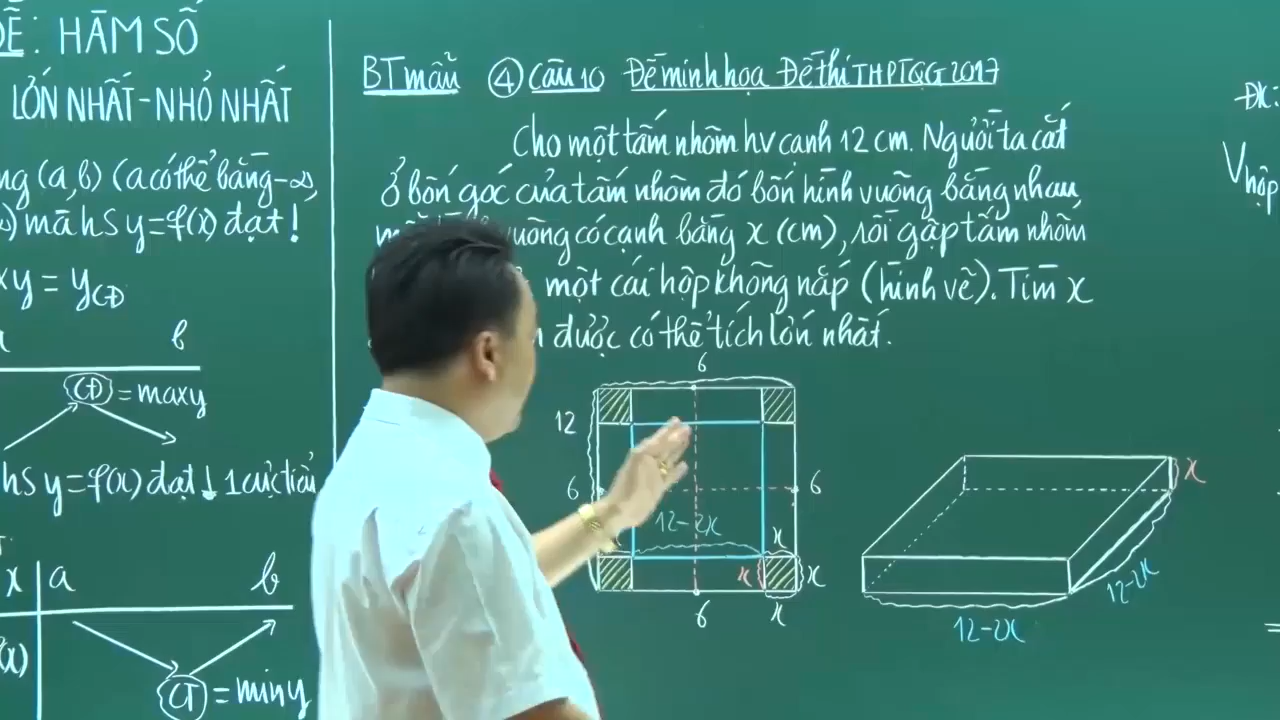 ĐỀ: HÀM SỐ
LỚN NHẤT - NHỎ NHẤT
ng (a,b) (a có thể bằng -∞,
mà hs y=f(x) đạt 1
xy = yCĐ
b
CĐ = max y
hs y=f(x) đạt 1 cực tiểu
x a b
(x)
CT = min y
BT mẫu ④ Câu 10 Đề minh họa Đề thi THPTQG 2017
Cho một tấm nhôm hv cạnh 12 cm. Người ta cắt
ở bốn góc của tấm nhôm đó bốn hình vuông bằng nhau,
vuông có cạnh bằng x (cm), rồi gập tấm nhôm
một cái hộp không nắp (hình vẽ). Tìm x
được có thể tích lớn nhất.
6
12
6 6
12-2x
x
x x
6 x
x
12-2x
12-2x
ĐK:
Vhộp
=